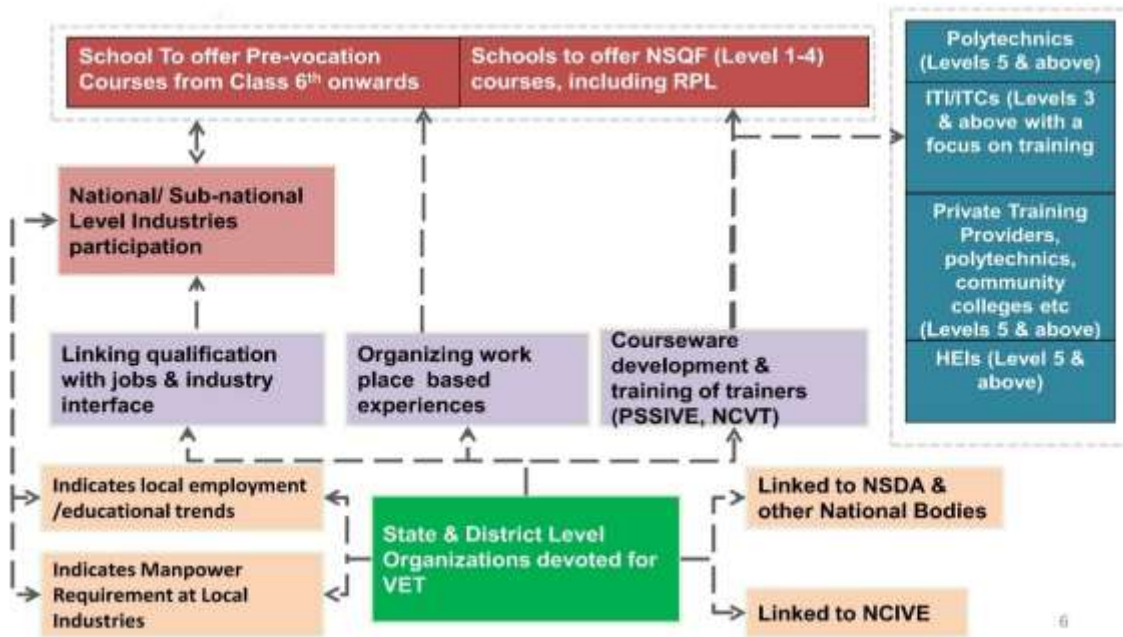 School To offer Pre-vocation
Courses from Class 6th onwards
Schools to offer NSQF (Level 1-4)
courses, including RPL
Polytechnics
(Levels 5 & above)
ITI/ITCs (Levels 3
& above with a
focus on training
Private Training
Providers,
polytechnics,
community
colleges etc
(Levels 5 & above)
HEIs (Level 5 &
above)
National/ Sub-national
Level Industries
participation
Linking qualification
with jobs & industry
interface
Organizing work
place based
experiences
Courseware
development &
training of trainers
(PSSIVE, NCVT)
Indicates local employment
/educational trends
Indicates Manpower
Requirement at Local
Industries
State & District Level
Organizations devoted for
VET
Linked to NSDA &
other National Bodies
Linked to NCIVE
6